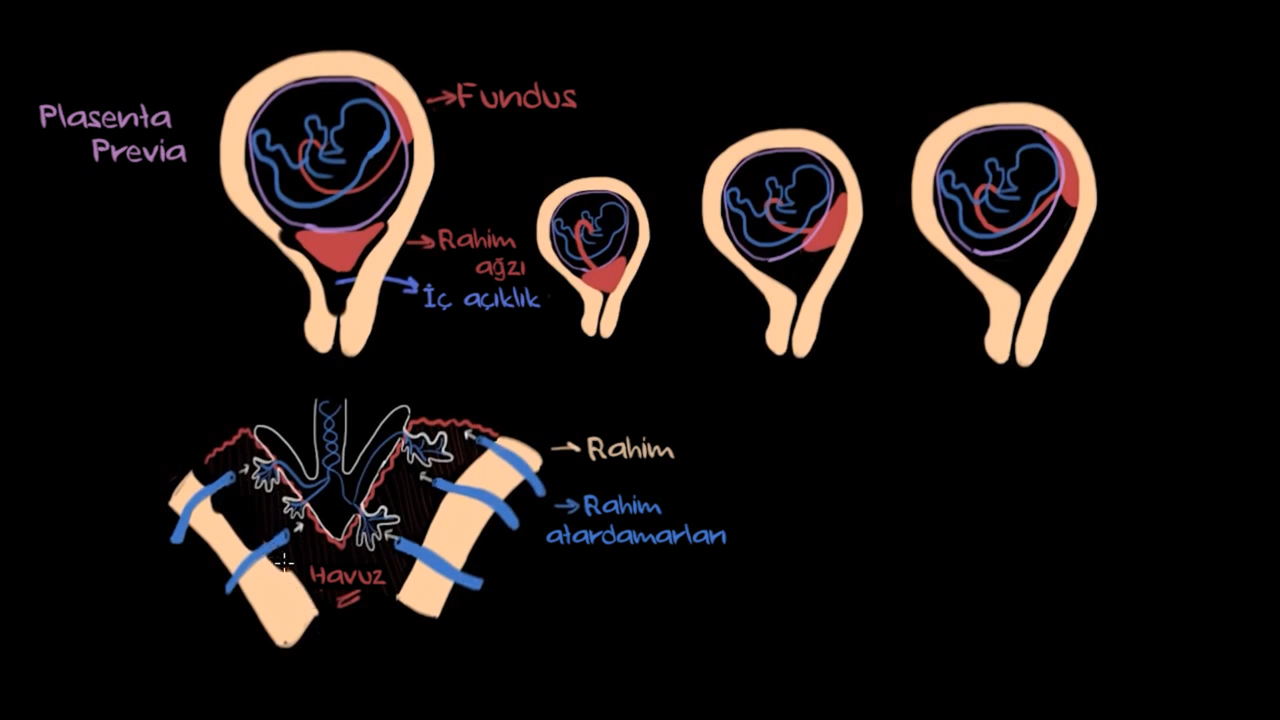 Plasenta
Previa
→Fundus
→Rahim
ağzı
İç açıklık
→Rahim
→Rahim
atardamarları
Havuz